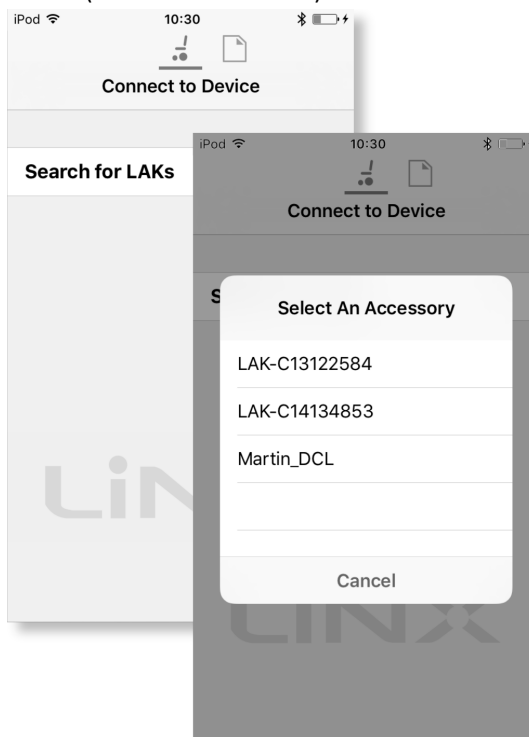 iPod 10:30
Connect to Device
Search for LAKs
LiN
iPod 10:30
Connect to Device
S
Select An Accessory
LAK-C13122584
LAK-C14134853
Martin_DCL
Cancel
LiNX